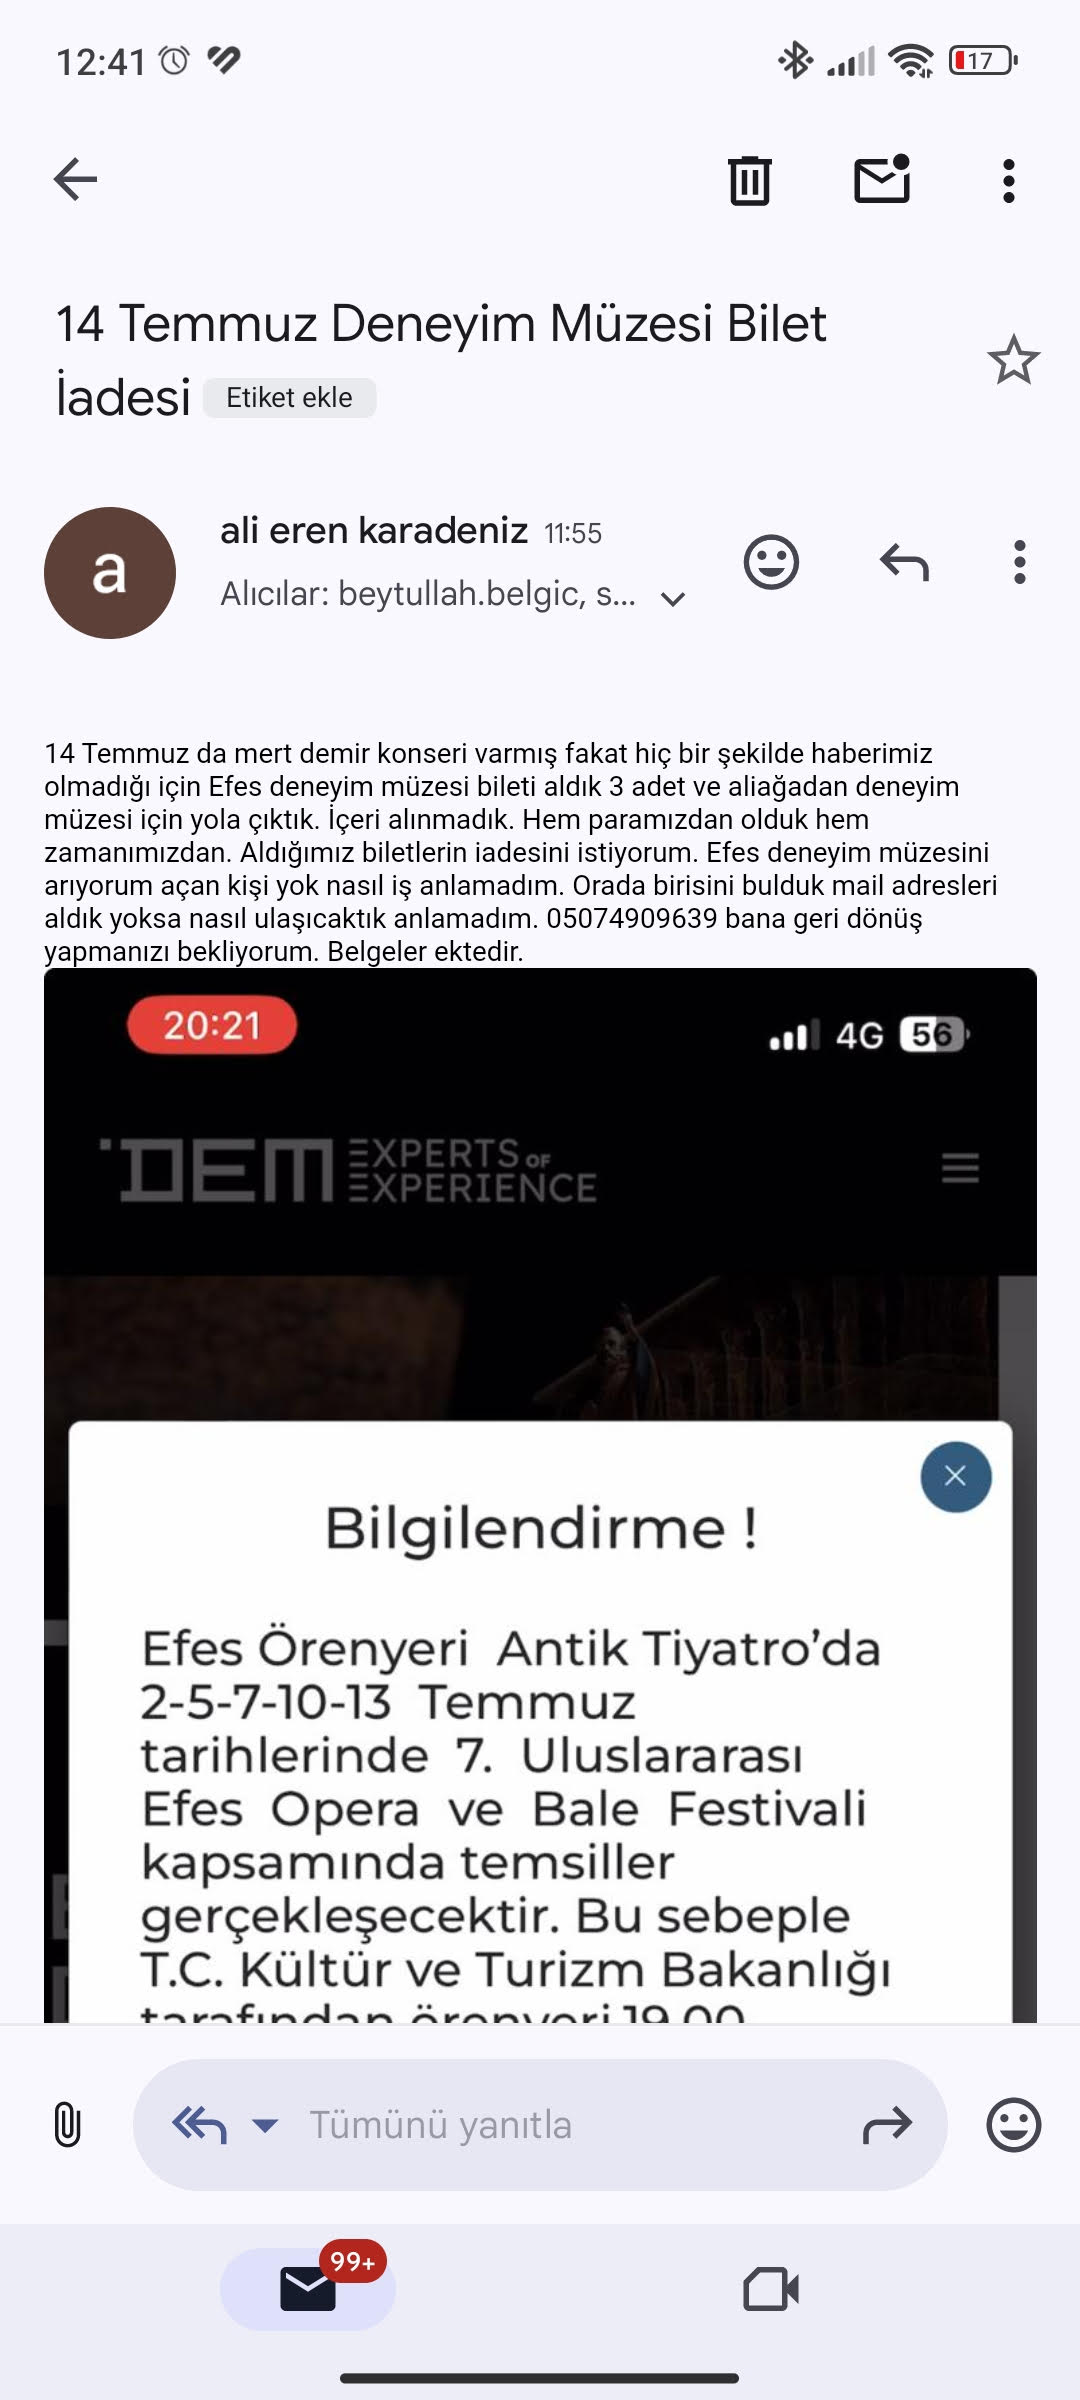 12:41
17
14 Temmuz Deneyim Müzesi Bilet
İadesi Etiket ekle
a
ali eren karadeniz 11:55
Alıcılar: beytullah.belgic, s...
14 Temmuz da mert demir konseri varmış fakat hiç bir şekilde haberimiz
olmadığı için Efes deneyim müzesi bileti aldık 3 adet ve aliağadan deneyim
müzesi için yola çıktık. İçeri alınmadık. Hem paramızdan olduk hem
zamanımızdan. Aldığımız biletlerin iadesini istiyorum. Efes deneyim müzesini
arıyorum açan kişi yok nasıl iş anlamadım. Orada birisini bulduk mail adresleri
aldık yoksa nasıl ulaşıcaktık anlamadım. 05074909639 bana geri dönüş
yapmanızı bekliyorum. Belgeler ektedir.
20:21
4G 56
DEM EXPERTS OF
EXPERIENCE
Bilgilendirme !
Efes Örenyeri Antik Tiyatro'da
2-5-7-10-13 Temmuz
tarihlerinde 7. Uluslararası
Efes Opera ve Bale Festivali
kapsamında temsiller
gerçekleşecektir. Bu sebeple
T.C. Kültür ve Turizm Bakanlığı
tarafından örenyeri 19.00
Tümünü yanıtla
99+